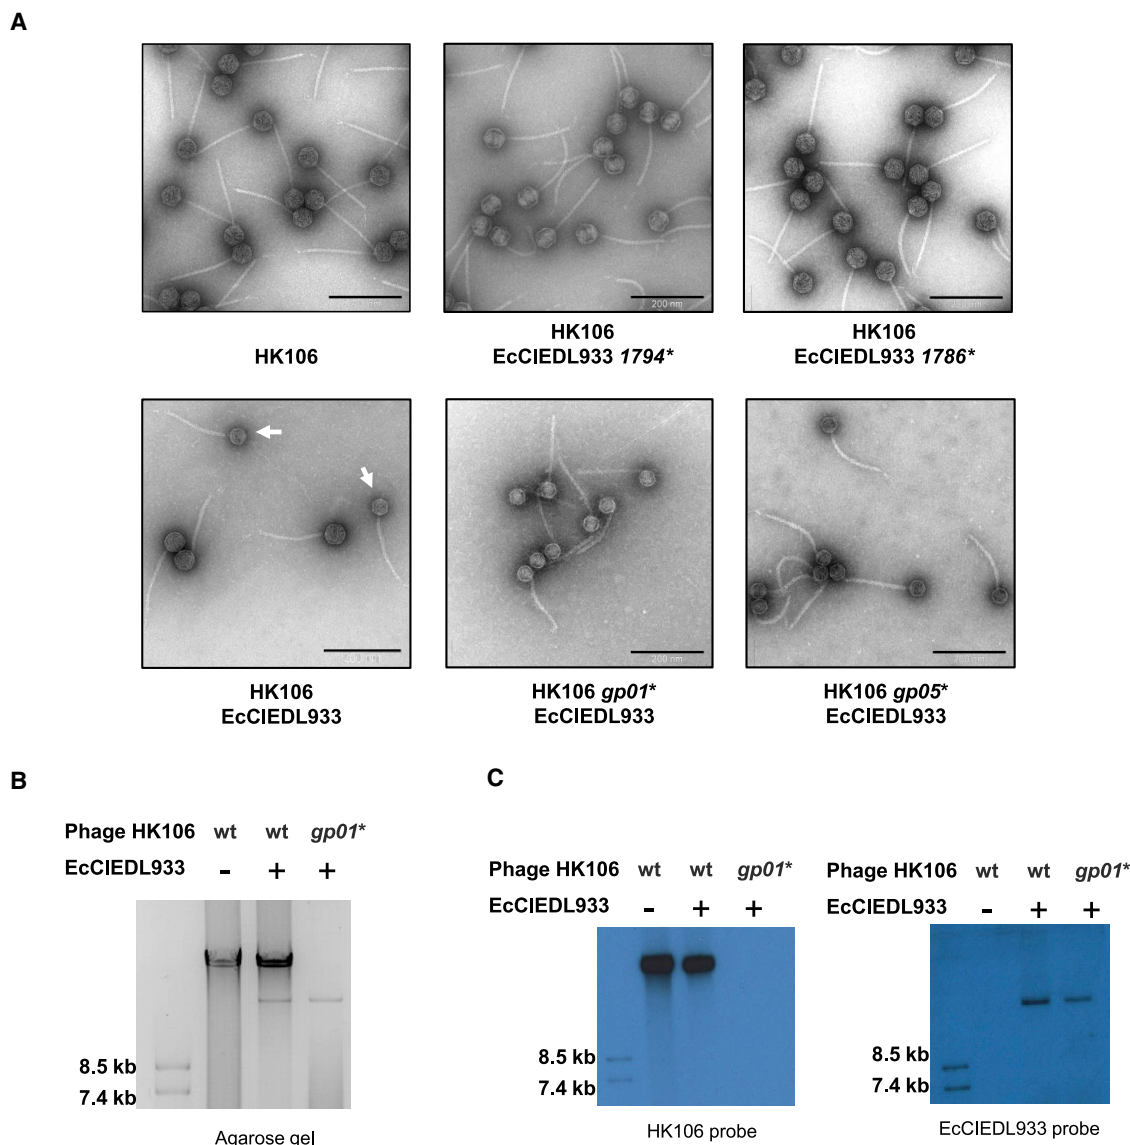 A
200 nm
HK106
HK106
EcCIEDL933 1794*
HK106
EcCIEDL933 1786*
200 nm
200 nm
HK106
EcCIEDL933
HK106 gp01*
EcCIEDL933
HK106 gp05*
EcCIEDL933
B
Phage HK106 wt wt gp01*
EcCIEDL933 - + +
8.5 kb
7.4 kb
Agarose gel
C
Phage HK106 wt wt gp01*
EcCIEDL933 - + +
8.5 kb
7.4 kb
HK106 probe
Phage HK106 wt wt gp01*
EcCIEDL933 - + +
8.5 kb
7.4 kb
EcCIEDL933 probe